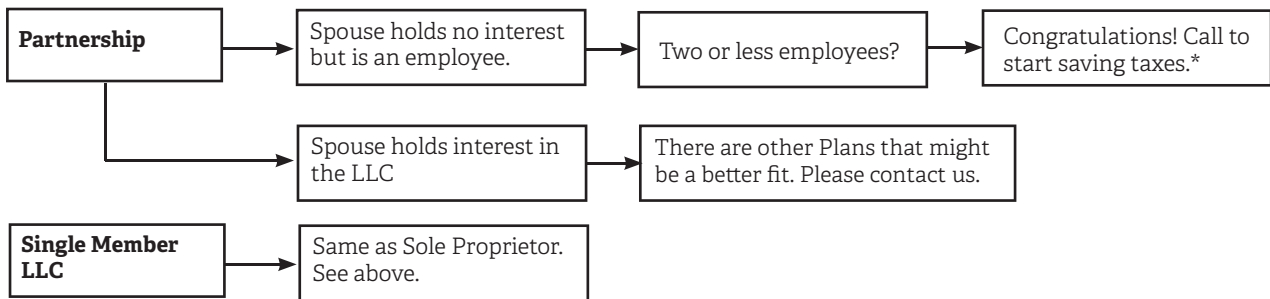 Partnership
Spouse holds no interest
but is an employee.
Two or less employees?
Congratulations! Call to
start saving taxes.*
Spouse holds interest in
the LLC
There are other Plans that might
be a better fit. Please contact us.
Single Member
LLC
Same as Sole Proprietor.
See above.